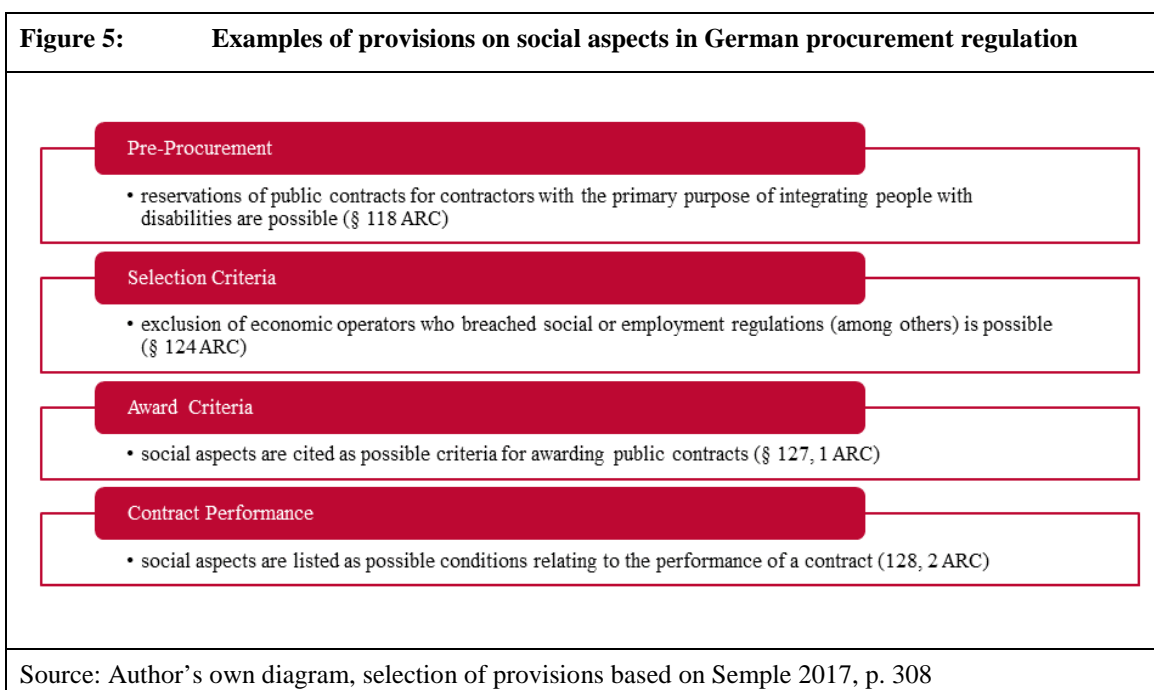 Figure 5: Examples of provisions on social aspects in German procurement regulation
Pre-Procurement
• reservations of public contracts for contractors with the primary purpose of integrating people with
disabilities are possible (§ 118 ARC)
Selection Criteria
• exclusion of economic operators who breached social or employment regulations (among others) is possible
(§ 124 ARC)
Award Criteria
• social aspects are cited as possible criteria for awarding public contracts (§ 127, 1 ARC)
Contract Performance
• social aspects are listed as possible conditions relating to the performance of a contract (128, 2 ARC)
Source: Author’s own diagram, selection of provisions based on Semple 2017, p. 308